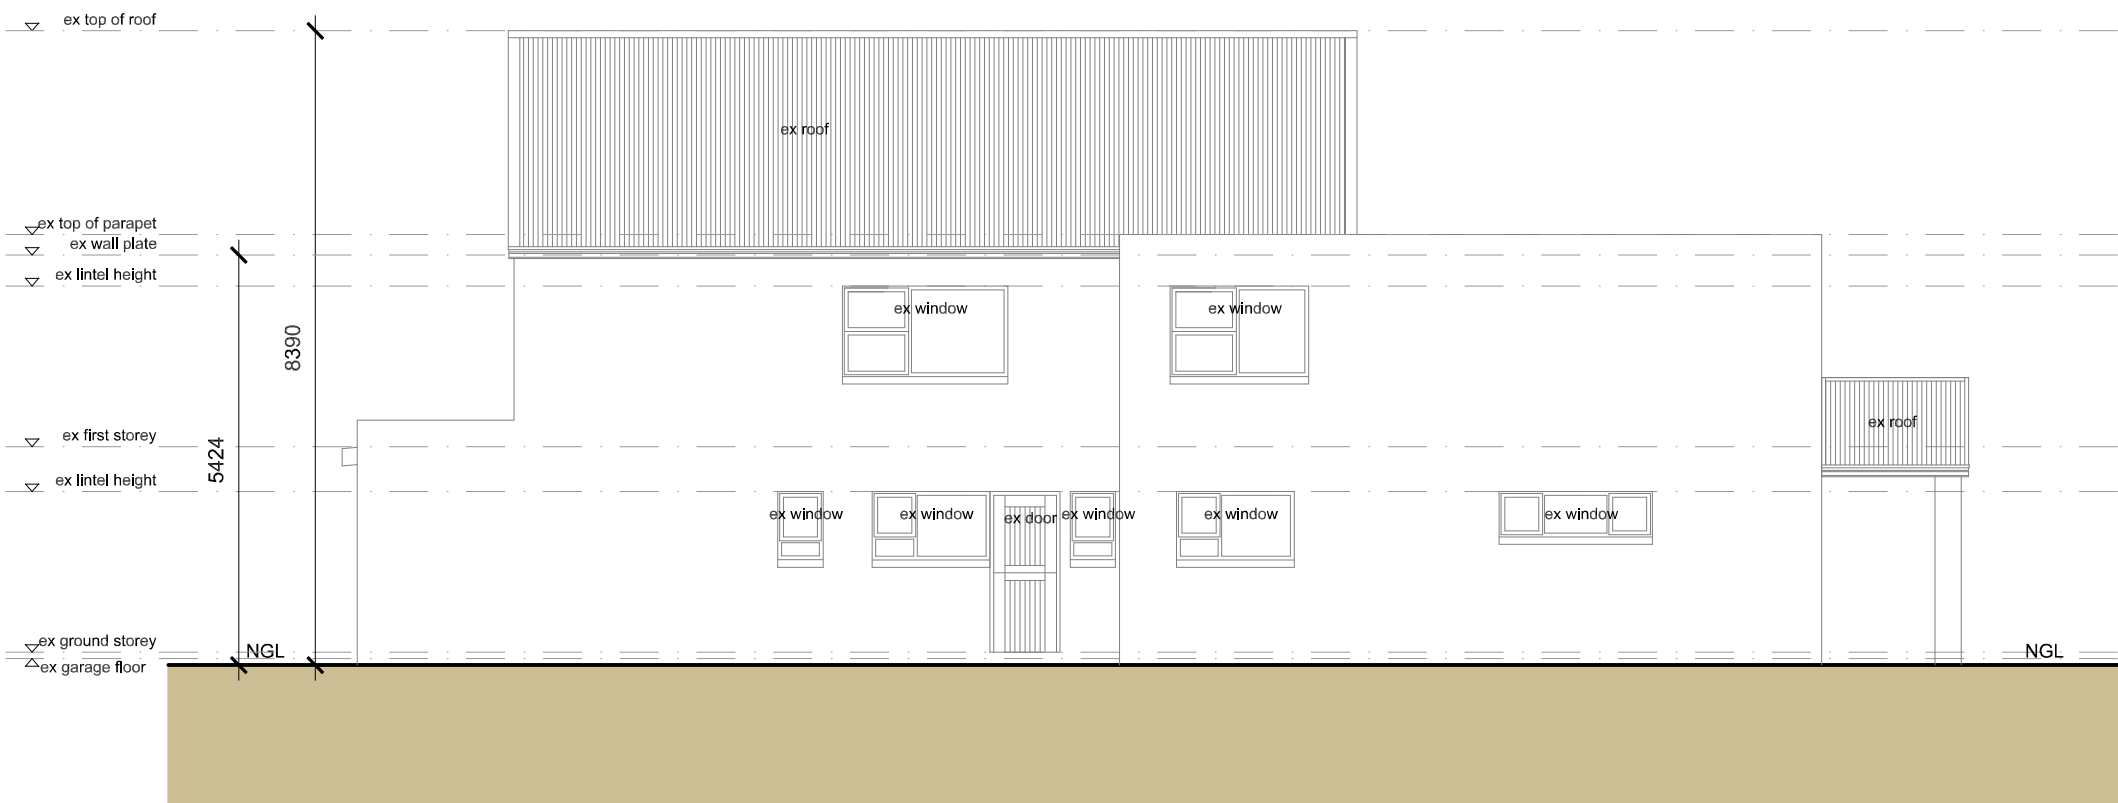 ex top of roof
ex roof
ex top of parapet
ex wall plate
ex lintel height
ex window
ex window
8390
ex roof
ex first storey
5424
ex lintel height
ex window
ex window
ex door
ex window
ex window
ex window
ex ground storey
NGL
NGL
ex garage floor